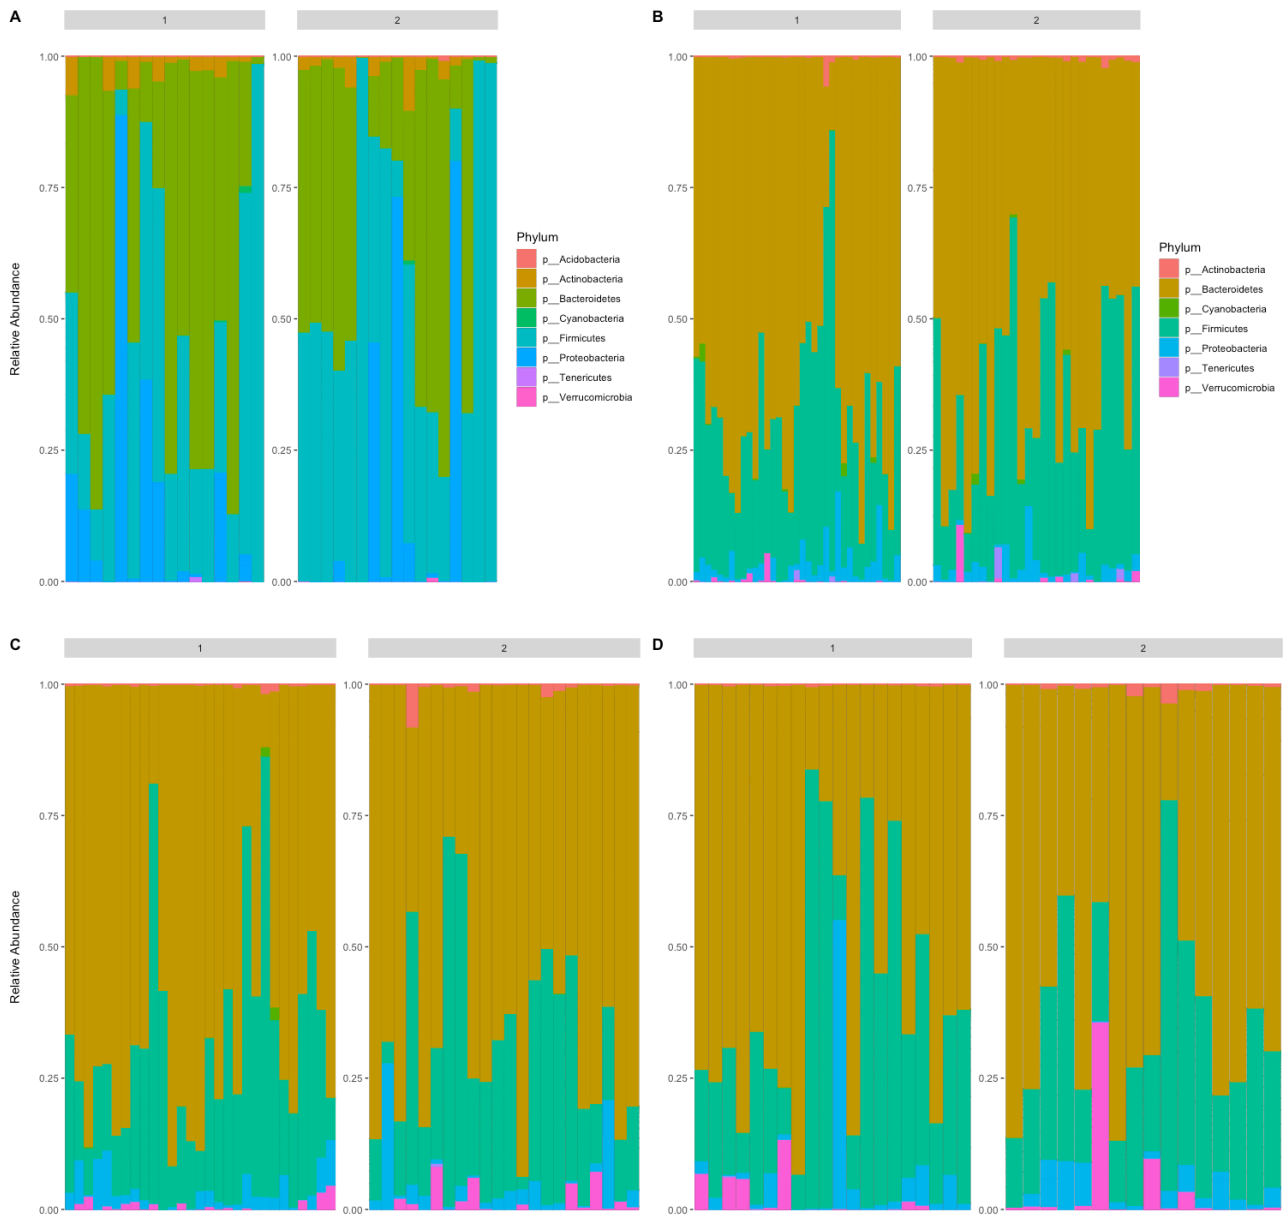 A
1
2
1.00
0.75
0.50
0.25
0.00
1.00
0.75
0.50
0.25
0.00
Relative Abundance
Phylum
p__Acidobacteria
p__Actinobacteria
p__Bacteroidetes
p__Cyanobacteria
p__Firmicutes
p__Proteobacteria
p__Tenericutes
p__Verrucomicrobia
B
1
2
1.00
0.75
0.50
0.25
0.00
1.00
0.75
0.50
0.25
0.00
Phylum
p__Actinobacteria
p__Bacteroidetes
p__Cyanobacteria
p__Firmicutes
p__Proteobacteria
p__Tenericutes
p__Verrucomicrobia
C
1
2
1.00
0.75
0.50
0.25
0.00
1.00
0.75
0.50
0.25
0.00
Relative Abundance
D
1
2
1.00
0.75
0.50
0.25
0.00
1.00
0.75
0.50
0.25
0.00